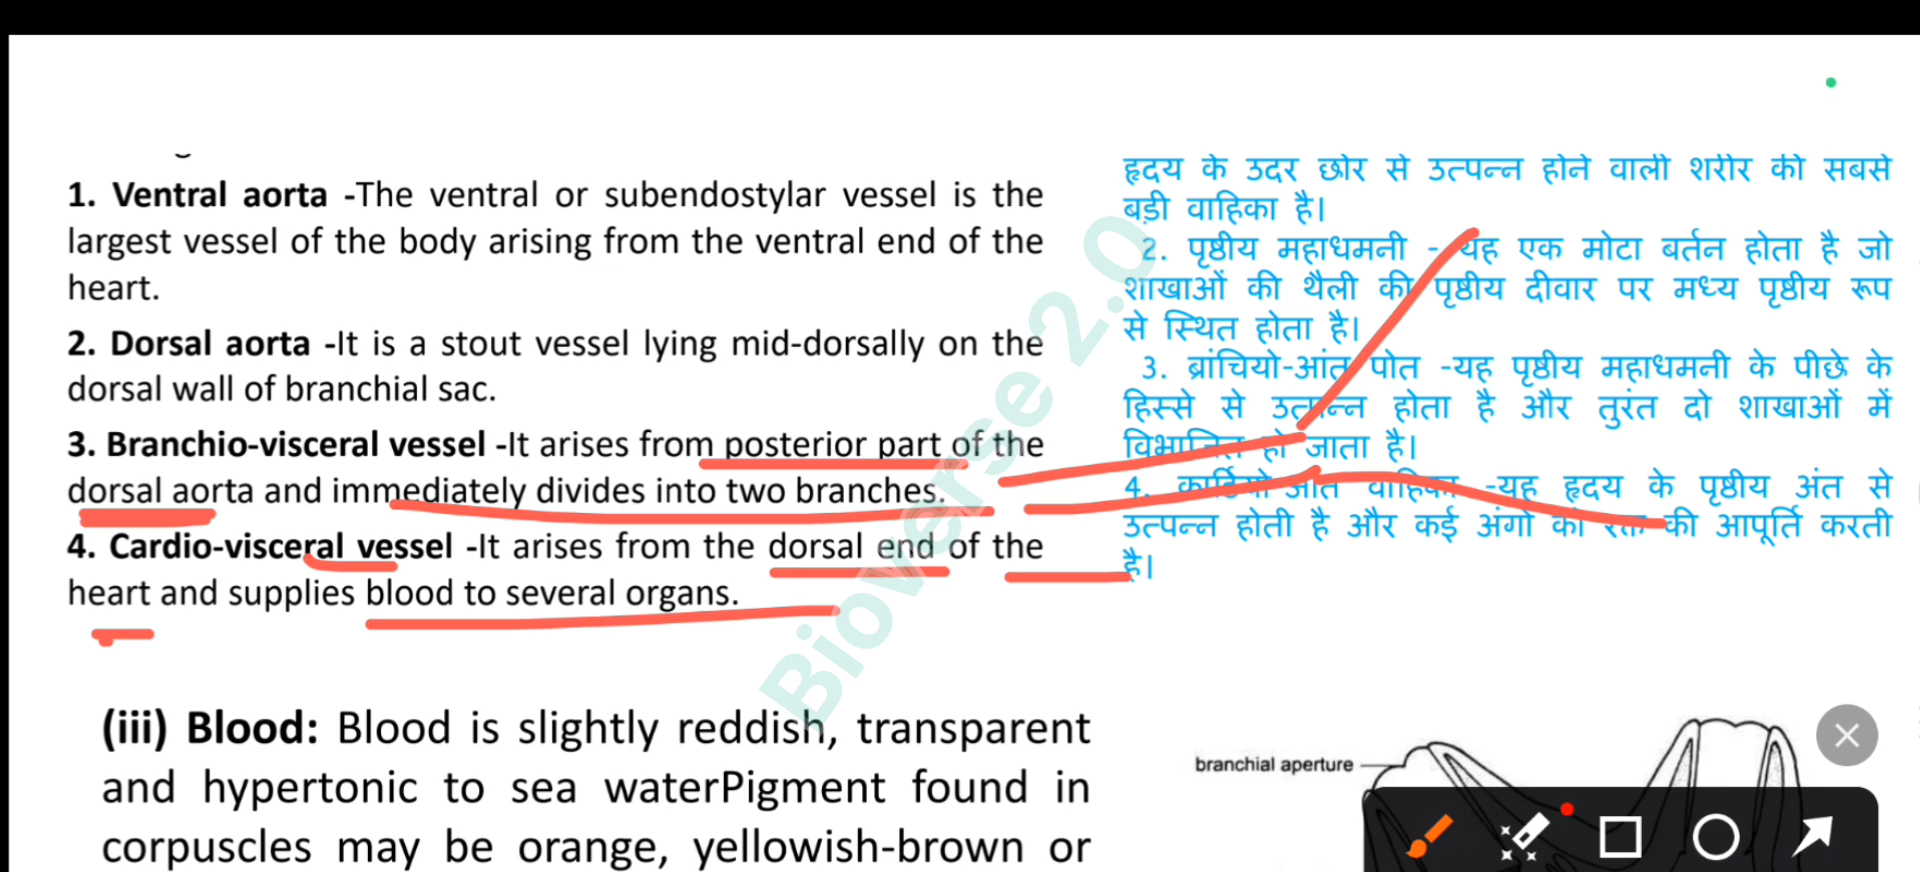 1. Ventral aorta -The ventral or subendostylar vessel is the
largest vessel of the body arising from the ventral end of the
heart.
2. Dorsal aorta -It is a stout vessel lying mid-dorsally on the
dorsal wall of branchial sac.
3. Branchio-visceral vessel -It arises from posterior part of the
dorsal aorta and immediately divides into two branches.
4. Cardio-visceral vessel -It arises from the dorsal end of the
heart and supplies blood to several organs.
(iii) Blood: Blood is slightly reddish, transparent
and hypertonic to sea waterPigment found in
corpuscles may be orange, yellowish-brown or
हृदय के उदर छोर से उत्पन्न होने वाली शरीर की सबसे
बड़ी वाहिका है।
2. पृष्ठीय महाधमनी - यह एक मोटा बर्तन होता है जो
शाखाओं की थैली की पृष्ठीय दीवार पर मध्य पृष्ठीय रूप
से स्थित होता है।
3. ब्रांचियो-आंत पोत -यह पृष्ठीय महाधमनी के पीछे के
हिस्से से उत्पन्न होता है और तुरंत दो शाखाओं में
विभाजित हो जाता है।
4. कार्डियो आंत वाहिका -यह हृदय के पृष्ठीय अंत से
उत्पन्न होती है और कई अंगों को रक्त की आपूर्ति करती
है।
branchial aperture
Bioverse 2.0